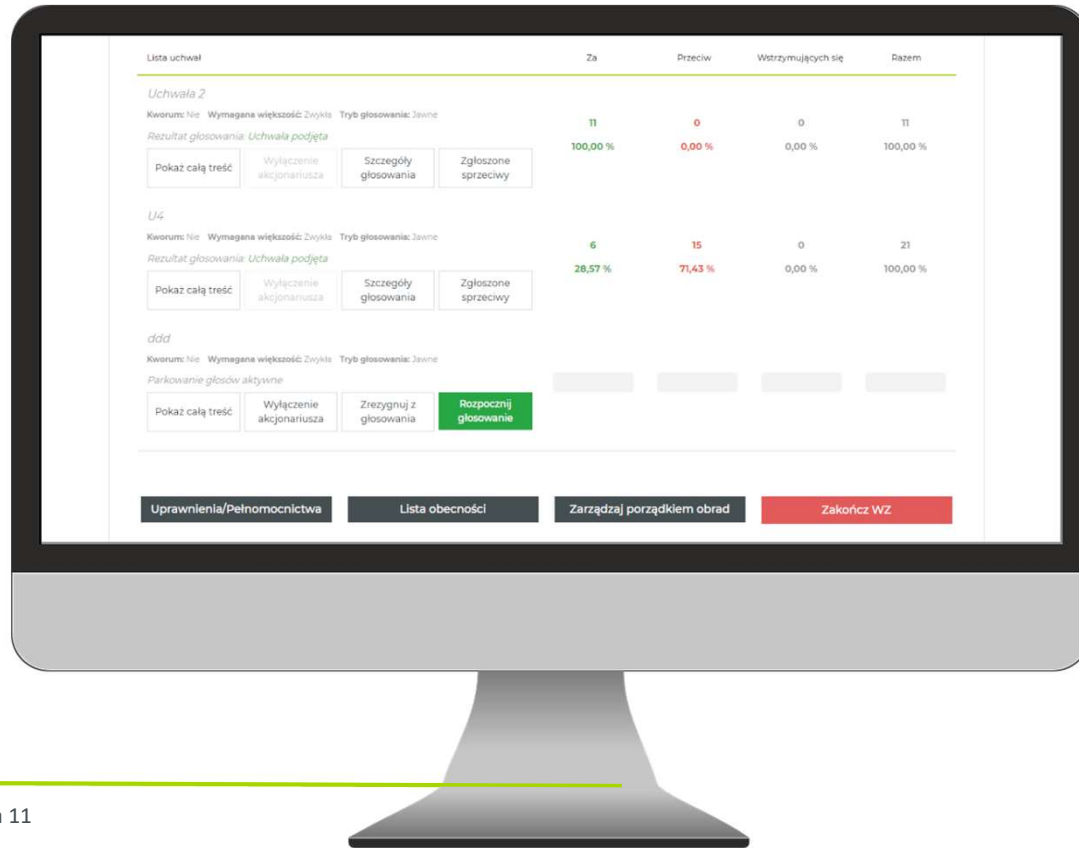 Lista uchwał Za Przeciw Wstrzymujących się Razem
Uchwała 2
Kworum: Nie Wymagana większość: Zwykła Tryb głosowania: Jawne
11 0 0 11
Rezultat głosowania: Uchwała podjęta
100,00 % 0,00 % 0,00 % 100,00 %
Pokaż całą treść
Wyłączenie akcjonariusza
Szczegóły głosowania
Zgłoszone sprzeciwy
U4
Kworum: Nie Wymagana większość: Zwykła Tryb głosowania: Jawne
6 15 0 21
Rezultat głosowania: Uchwała podjęta
28,57 % 71,43 % 0,00 % 100,00 %
Pokaż całą treść
Wyłączenie akcjonariusza
Szczegóły głosowania
Zgłoszone sprzeciwy
ddd
Kworum: Nie Wymagana większość: Zwykła Tryb głosowania: Jawne
Parkowanie głosów aktywne
Pokaż całą treść
Wyłączenie akcjonariusza
Zrezygnuj z głosowania
Rozpocznij głosowanie
Uprawnienia/Pełnomocnictwa Lista obecności Zarządzaj porządkiem obrad Zakończ WZ
11